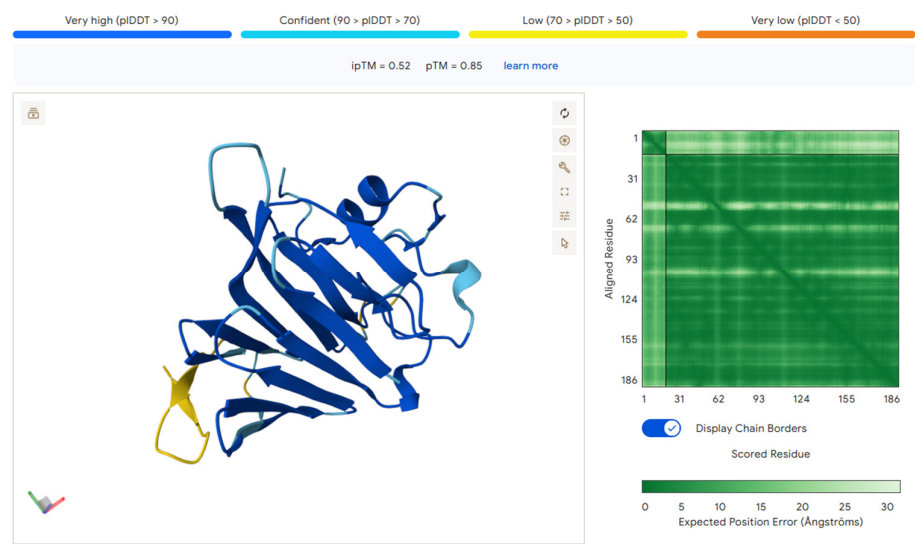 Very high (pIDDT > 90) Confident (90 > pIDDT > 70) Low (70 > pIDDT > 50) Very low (pIDDT < 50)
ipTM = 0.52 pTM = 0.85 learn more
1
31
62
93
124
155
186
Aligned Residue
1 31 62 93 124 155 186
Display Chain Borders
Scored Residue
0 5 10 15 20 25 30
Expected Position Error (Ångströms)